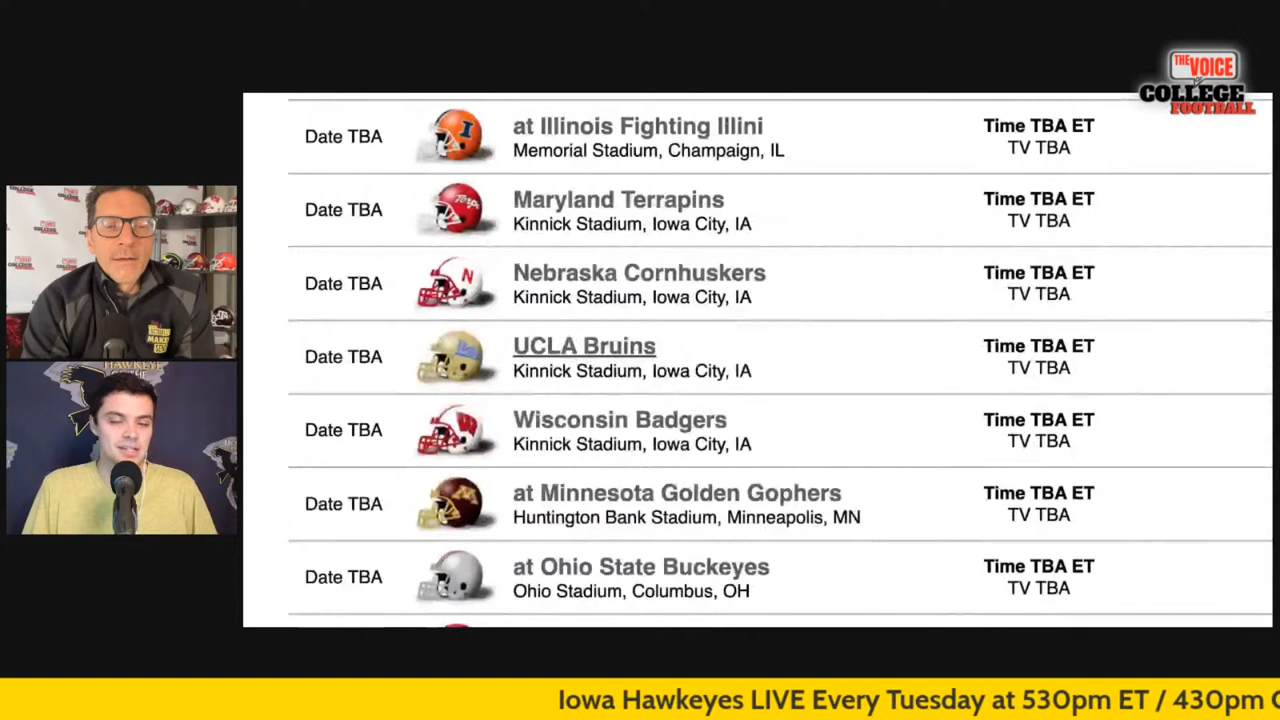 THE VOICE
OF
COLLEGE
FOOTBALL
Date TBA
at Illinois Fighting Illini
Memorial Stadium, Champaign, IL
Time TBA ET
TV TBA
Date TBA
Maryland Terrapins
Kinnick Stadium, Iowa City, IA
Time TBA ET
TV TBA
Date TBA
Nebraska Cornhuskers
Kinnick Stadium, Iowa City, IA
Time TBA ET
TV TBA
Date TBA
UCLA Bruins
Kinnick Stadium, Iowa City, IA
Time TBA ET
TV TBA
Date TBA
Wisconsin Badgers
Kinnick Stadium, Iowa City, IA
Time TBA ET
TV TBA
Date TBA
at Minnesota Golden Gophers
Huntington Bank Stadium, Minneapolis, MN
Time TBA ET
TV TBA
Date TBA
at Ohio State Buckeyes
Ohio Stadium, Columbus, OH
Time TBA ET
TV TBA
HAWKEYE
Iowa Hawkeyes LIVE Every Tuesday at 530pm ET / 430pm